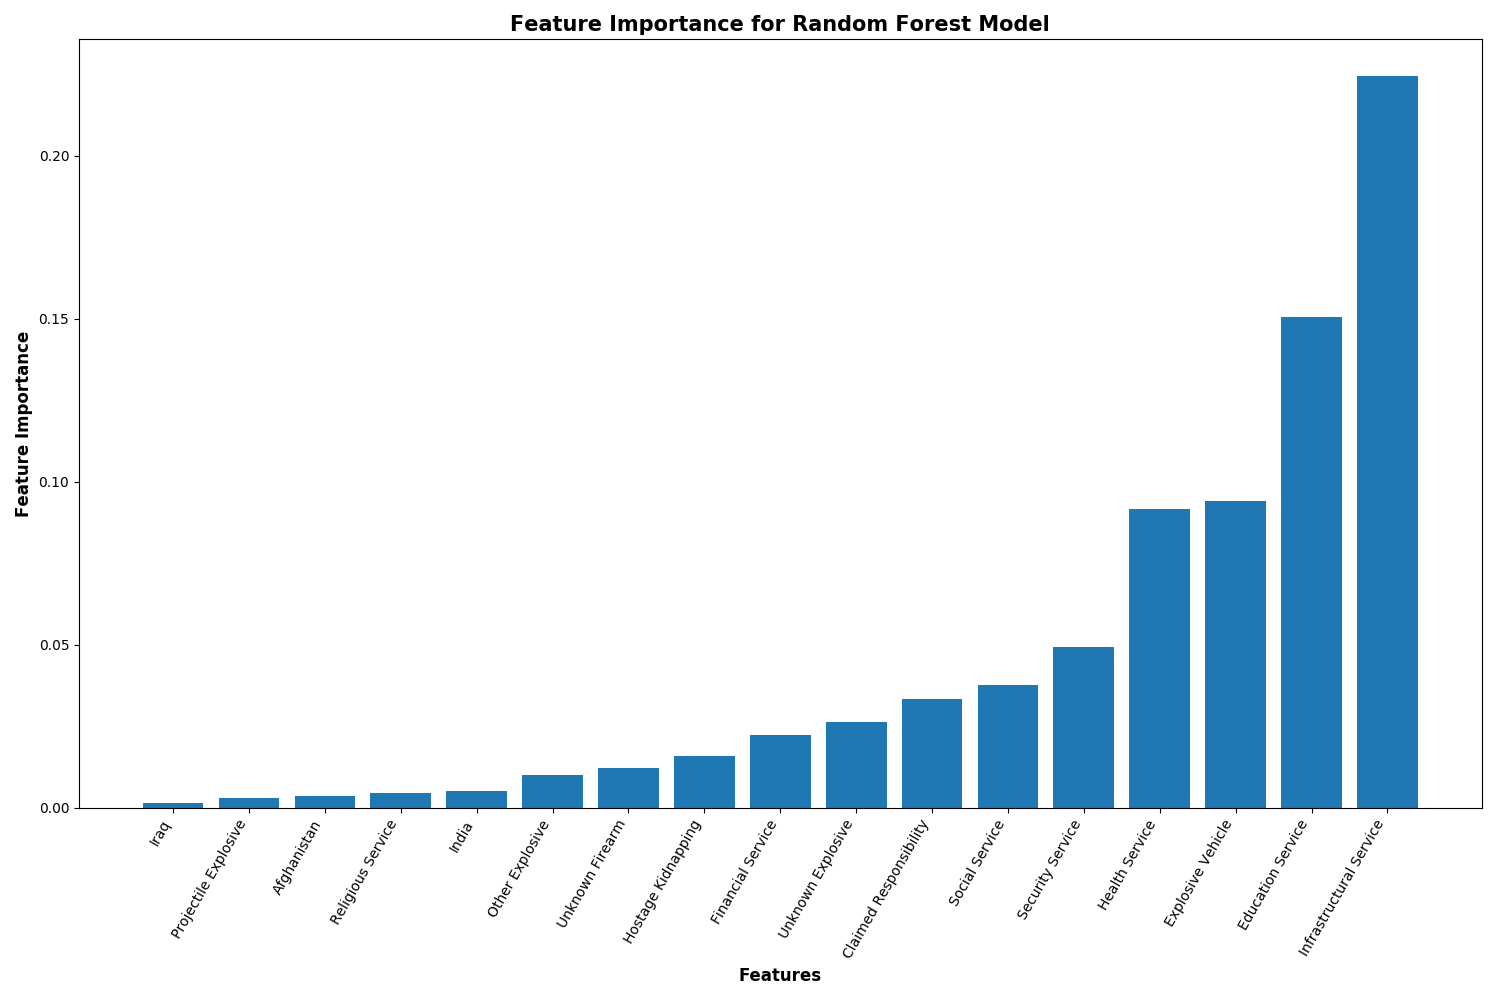 Feature Importance for Random Forest Model
Feature Importance
0.20
0.15
0.10
0.05
0.00
Iraq
Projectile Explosive
Afghanistan
Religious Service
India
Other Explosive
Unknown Firearm
Hostage Kidnapping
Financial Service
Unknown Explosive
Claimed Responsibility
Social Service
Security Service
Health Service
Explosive Vehicle
Education Service
Infrastructural Service
Features